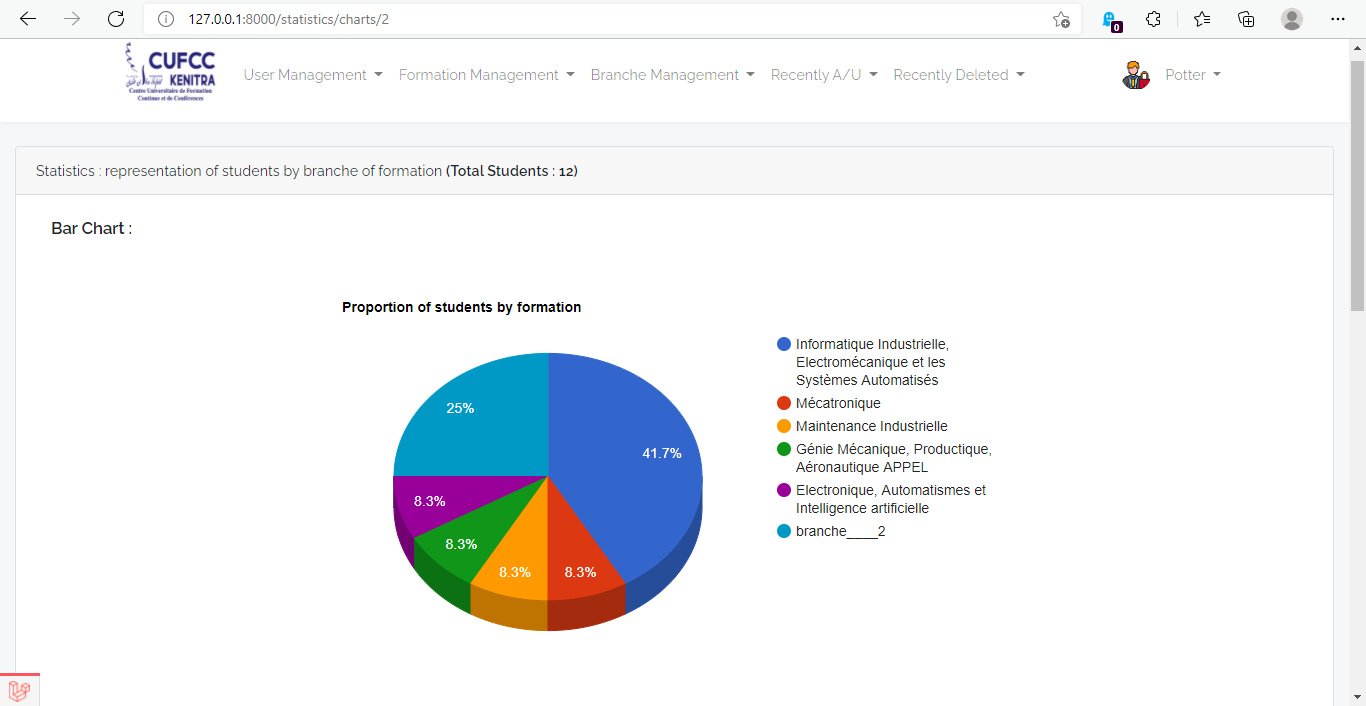 127.0.0.1:8000/statistics/charts/2
0
CUFCC
KENITRA
Centre Universitaire de Formation
Continue et de Conférences
User Management
Formation Management
Branche Management
Recently A/U
Recently Deleted
Potter
Statistics : representation of students by branche of formation (Total Students : 12)
Bar Chart :
Proportion of students by formation
Informatique Industrielle,
Electromécanique et les
Systèmes Automatisés
Mécatronique
Maintenance Industrielle
Génie Mécanique, Productique,
Aéronautique APPEL
Electronique, Automatismes et
Intelligence artificielle
branche____2
25%
41.7%
8.3%
8.3%
8.3%
8.3%